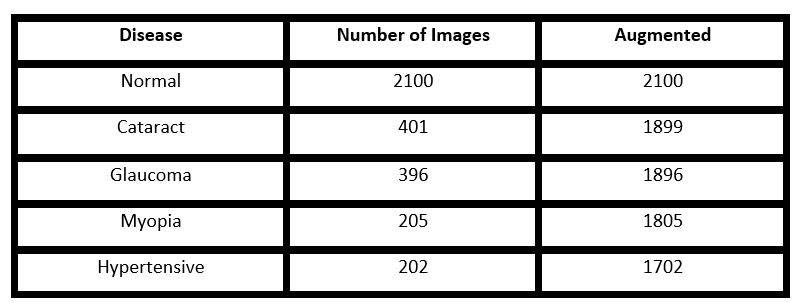 Disease Number of Images Augmented
Normal 2100 2100
Cataract 401 1899
Glaucoma 396 1896
Myopia 205 1805
Hypertensive 202 1702